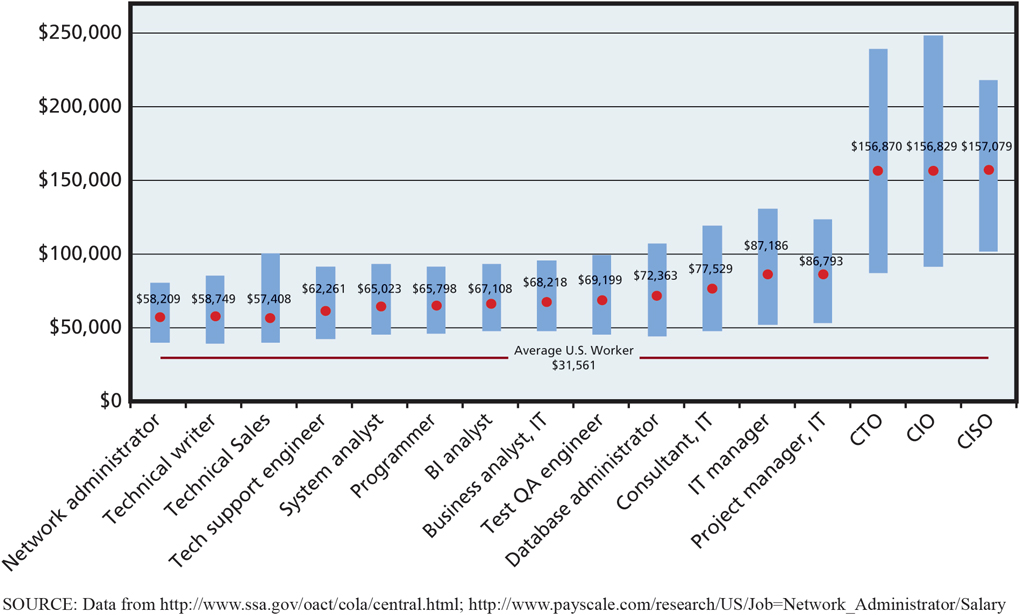 $250,000
$200,000
$150,000
$100,000
$50,000
$0
$58,209
$58,749
$57,408
$62,261
$65,023
$65,798
$67,108
$68,218
$69,199
$72,363
$77,529
$87,186
$86,793
$156,870
$156,829
$157,079
Average U.S. Worker
$31,561
Network administrator
Technical writer
Technical Sales
Tech support engineer
System analyst
Programmer
BI analyst
Business analyst, IT
Test QA engineer
Database administrator
Consultant, IT
IT manager
Project manager, IT
CTO
CIO
CISO
SOURCE: Data from http://www.ssa.gov/oact/cola/central.html; http://www.payscale.com/research/US/Job=Network_Administrator/Salary